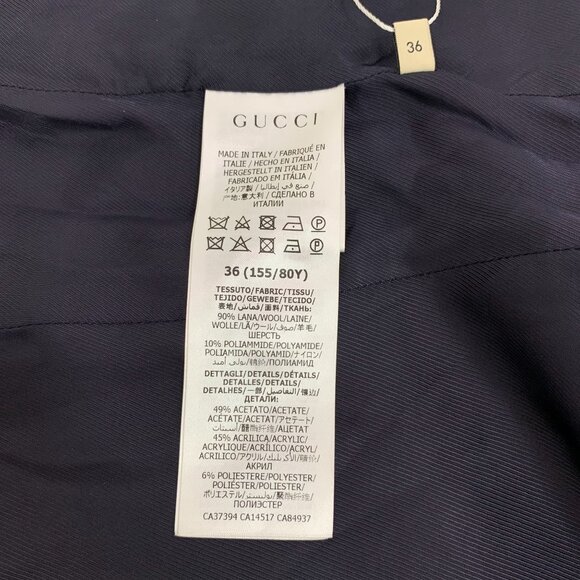 36
GUCCI
MADE IN ITALY / FABRIQUÉ EN
ITALIE / HECHO EN ITALIA /
HERGESTELLT IN ITALIEN /
FABRICADO EM ITÁLIA /
イタリア製 / صنع في إيطاليا /
产地:意大利 / СДЕЛАНО В
ИТАЛИИ
36 (155/80Y)
TESSUTO/FABRIC/TISSU/
TEJIDO/GEWEBE/TECIDO/
表地/قماش/面料/ТКАНЬ:
90% LANA/WOOL/LAINE/
WOLLE/LÃ/ウール/صوف/羊毛/
ШЕРСТЬ
10% POLIAMMIDE/POLYAMIDE/
POLIAMIDA/POLYAMID/ナイロン/
بولي أميد/锦纶/ПОЛИАМИД
DETTAGLI/DETAILS/DÉTAILS/
DETALLES/DETAILS/
DETALHES/一部/التفاصيل/镶边/
ДЕТАЛИ:
49% ACETATO/ACETATE/
ACÉTATE/ACETAT/アセテート/
أسيتات/醋酯纤维/АЦЕТАТ
45% ACRILICA/ACRYLIC/
ACRYLIQUE/ACRÍLICO/ACRYL/
ACRILICO/アクリル/الأكريليك/腈纶/
АКРИЛ
6% POLIESTERE/POLYESTER/
POLYESTER/POLIÉSTER/
POLIÉSTER/POLYESTER/
ポリエステル/بوليستر/聚酯纤维/
ПОЛИЭСТЕР
CA37394 CA14517 CA84937